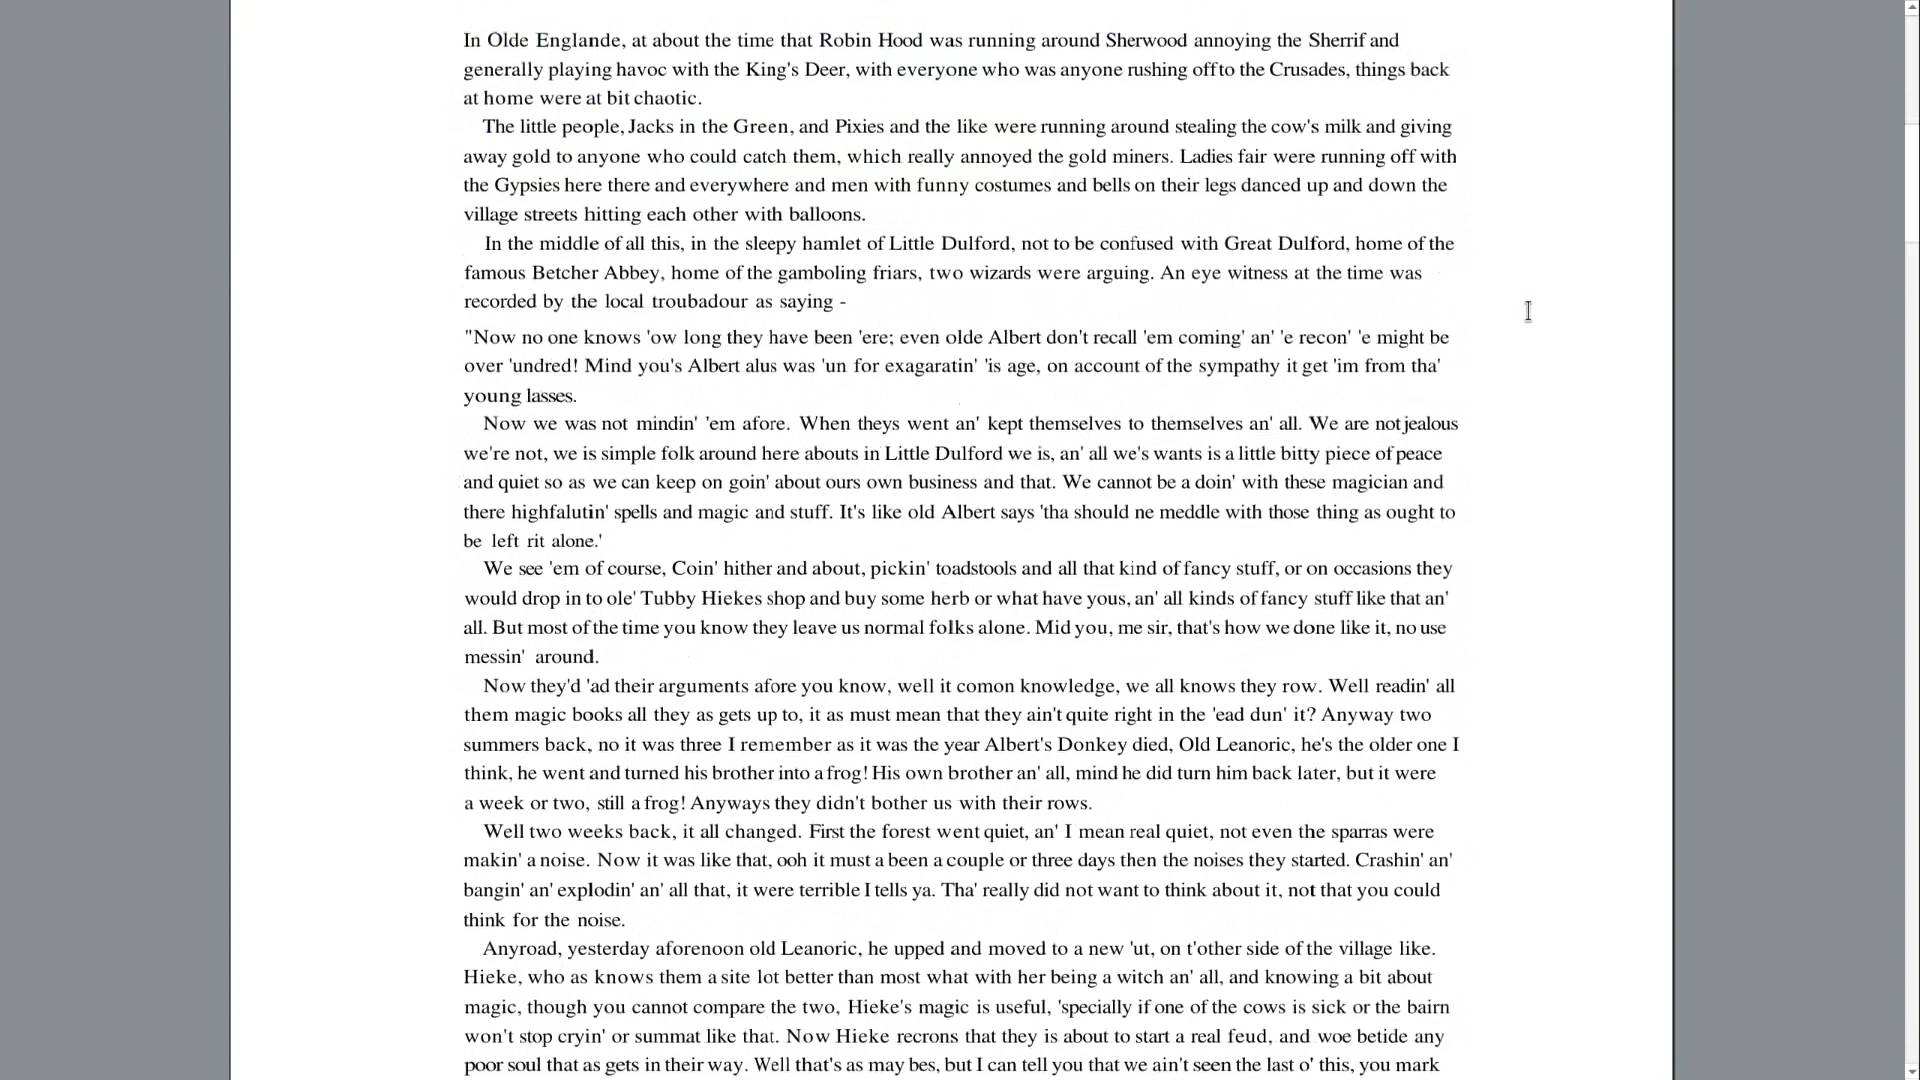 In Olde Englande, at about the time that Robin Hood was running around Sherwood annoying the Sherrif and
generally playing havoc with the King's Deer, with everyone who was anyone rushing off to the Crusades, things back
at home were at bit chaotic.
The little people, Jacks in the Green, and Pixies and the like were running around stealing the cow's milk and giving
away gold to anyone who could catch them, which really annoyed the gold miners. Ladies fair were running off with
the Gypsies here there and everywhere and men with funny costumes and bells on their legs danced up and down the
village streets hitting each other with balloons.
In the middle of all this, in the sleepy hamlet of Little Dulford, not to be confused with Great Dulford, home of the
famous Betcher Abbey, home of the gamboling friars, two wizards were arguing. An eye witness at the time was
recorded by the local troubadour as saying -
"Now no one knows 'ow long they have been 'ere; even olde Albert don't recall 'em coming' an' 'e recon' 'e might be
over 'undred! Mind you's Albert alus was 'un for exagaratin' 'is age, on account of the sympathy it get 'im from tha'
young lasses.
Now we was not mindin' 'em afore. When theys went an' kept themselves to themselves an' all. We are not jealous
we're not, we is simple folk around here abouts in Little Dulford we is, an' all we's wants is a little bitty piece of peace
and quiet so as we can keep on goin' about ours own business and that. We cannot be a doin' with these magician and
there highfalutin' spells and magic and stuff. It's like old Albert says 'tha should ne meddle with those thing as ought to
be left rit alone.'
We see 'em of course, Coin' hither and about, pickin' toadstools and all that kind of fancy stuff, or on occasions they
would drop in to ole' Tubby Hiekes shop and buy some herb or what have yous, an' all kinds of fancy stuff like that an'
all. But most of the time you know they leave us normal folks alone. Mid you, me sir, that's how we done like it, no use
messin' around.
Now they'd 'ad their arguments afore you know, well it comon knowledge, we all knows they row. Well readin' all
them magic books all they as gets up to, it as must mean that they ain't quite right in the 'ead dun' it? Anyway two
summers back, no it was three I remember as it was the year Albert's Donkey died, Old Leanoric, he's the older one I
think, he went and turned his brother into a frog! His own brother an' all, mind he did turn him back later, but it were
a week or two, still a frog! Anyways they didn't bother us with their rows.
Well two weeks back, it all changed. First the forest went quiet, an' I mean real quiet, not even the sparras were
makin' a noise. Now it was like that, ooh it must a been a couple or three days then the noises they started. Crashin' an'
bangin' an' explodin' an' all that, it were terrible I tells ya. Tha' really did not want to think about it, not that you could
think for the noise.
Anyroad, yesterday aforenoon old Leanoric, he upped and moved to a new 'ut, on t'other side of the village like.
Hieke, who as knows them a site lot better than most what with her being a witch an' all, and knowing a bit about
magic, though you cannot compare the two, Hieke's magic is useful, 'specially if one of the cows is sick or the bairn
won't stop cryin' or summat like that. Now Hieke recrons that they is about to start a real feud, and woe betide any
poor soul that as gets in their way. Well that's as may bes, but I can tell you that we ain't seen the last o' this, you mark